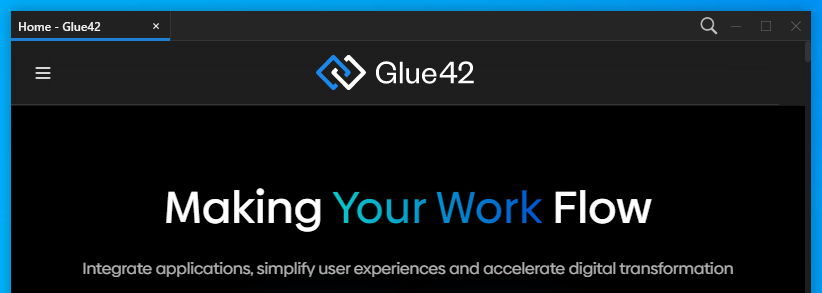 Home - Glue42
Glue42
Making Your Work Flow
Integrate applications, simplify user experiences and accelerate digital transformation